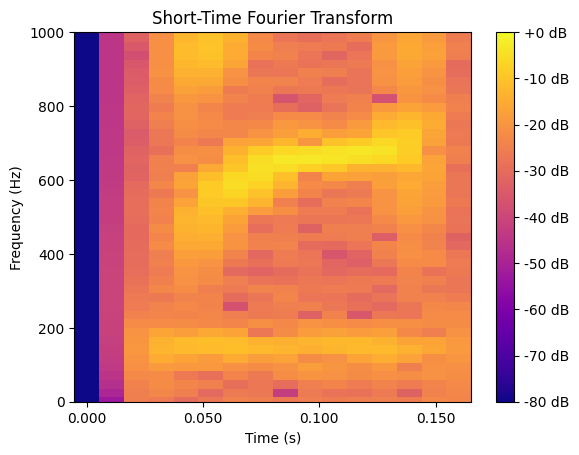 Short-Time Fourier Transform
1000
800
600
400
200
0
Frequency (Hz)
0.000
0.050
0.100
0.150
Time (s)
+0 dB
-10 dB
-20 dB
-30 dB
-40 dB
-50 dB
-60 dB
-70 dB
-80 dB